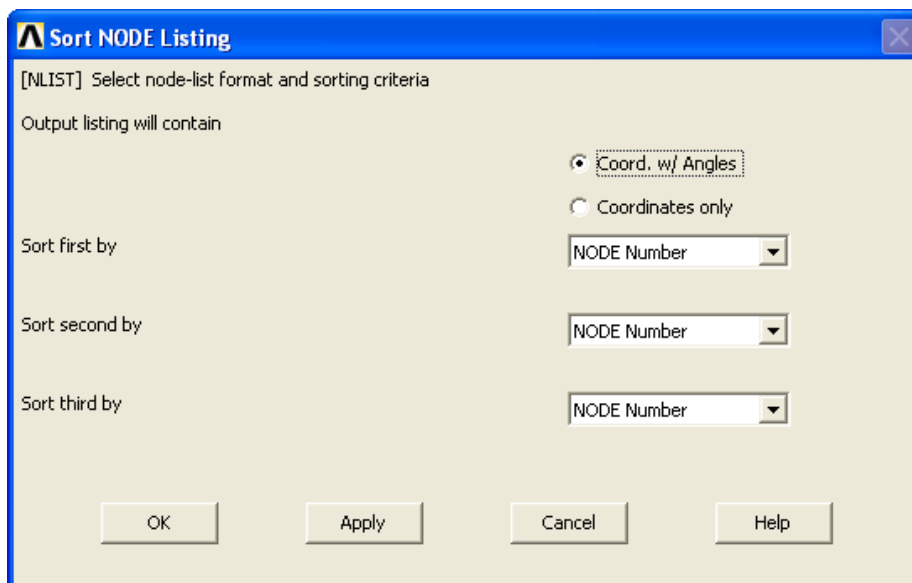 Sort NODE Listing
[NLIST] Select node-list format and sorting criteria
Output listing will contain
Coord. w/ Angles
Coordinates only
Sort first by NODE Number
Sort second by NODE Number
Sort third by NODE Number
OK Apply Cancel Help